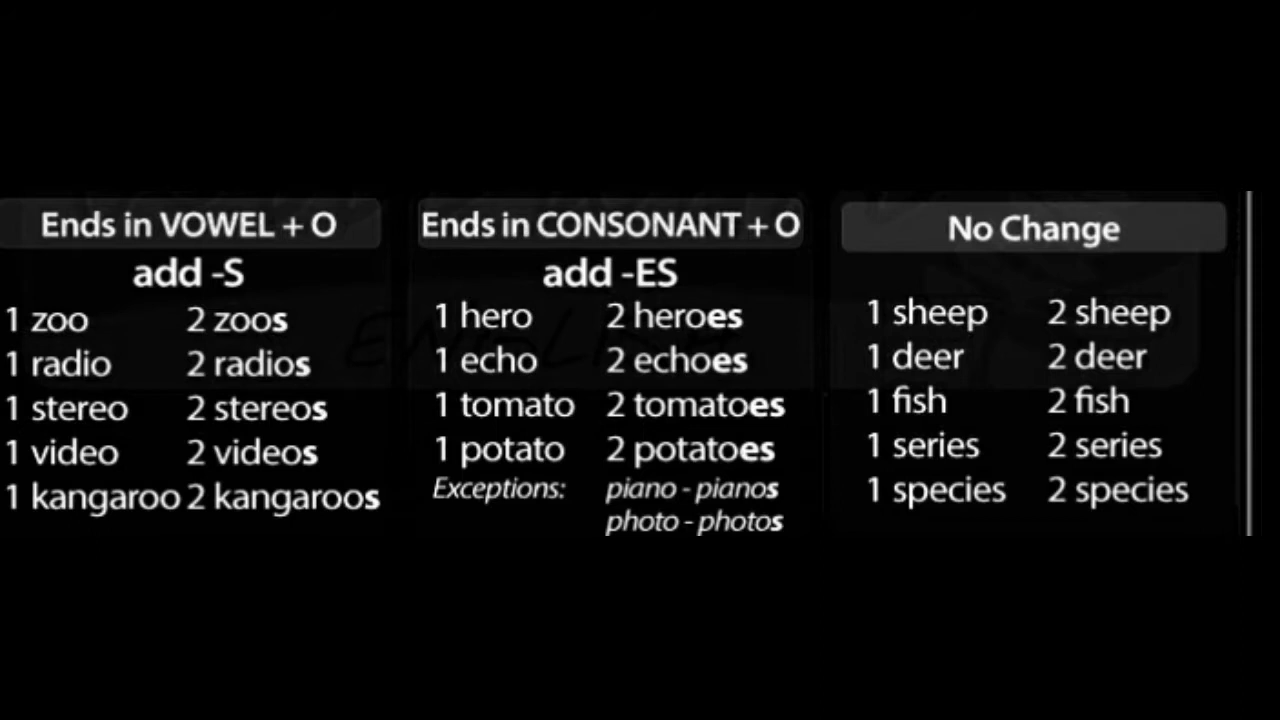 Ends in VOWEL + O
add -S
1 zoo 2 zoos
1 radio 2 radios
1 stereo 2 stereos
1 video 2 videos
1 kangaroo 2 kangaroos
Ends in CONSONANT + O
add -ES
1 hero 2 heroes
1 echo 2 echoes
1 tomato 2 tomatoes
1 potato 2 potatoes
Exceptions: piano - pianos
photo - photos
No Change
1 sheep 2 sheep
1 deer 2 deer
1 fish 2 fish
1 series 2 series
1 species 2 species
ENGLISH